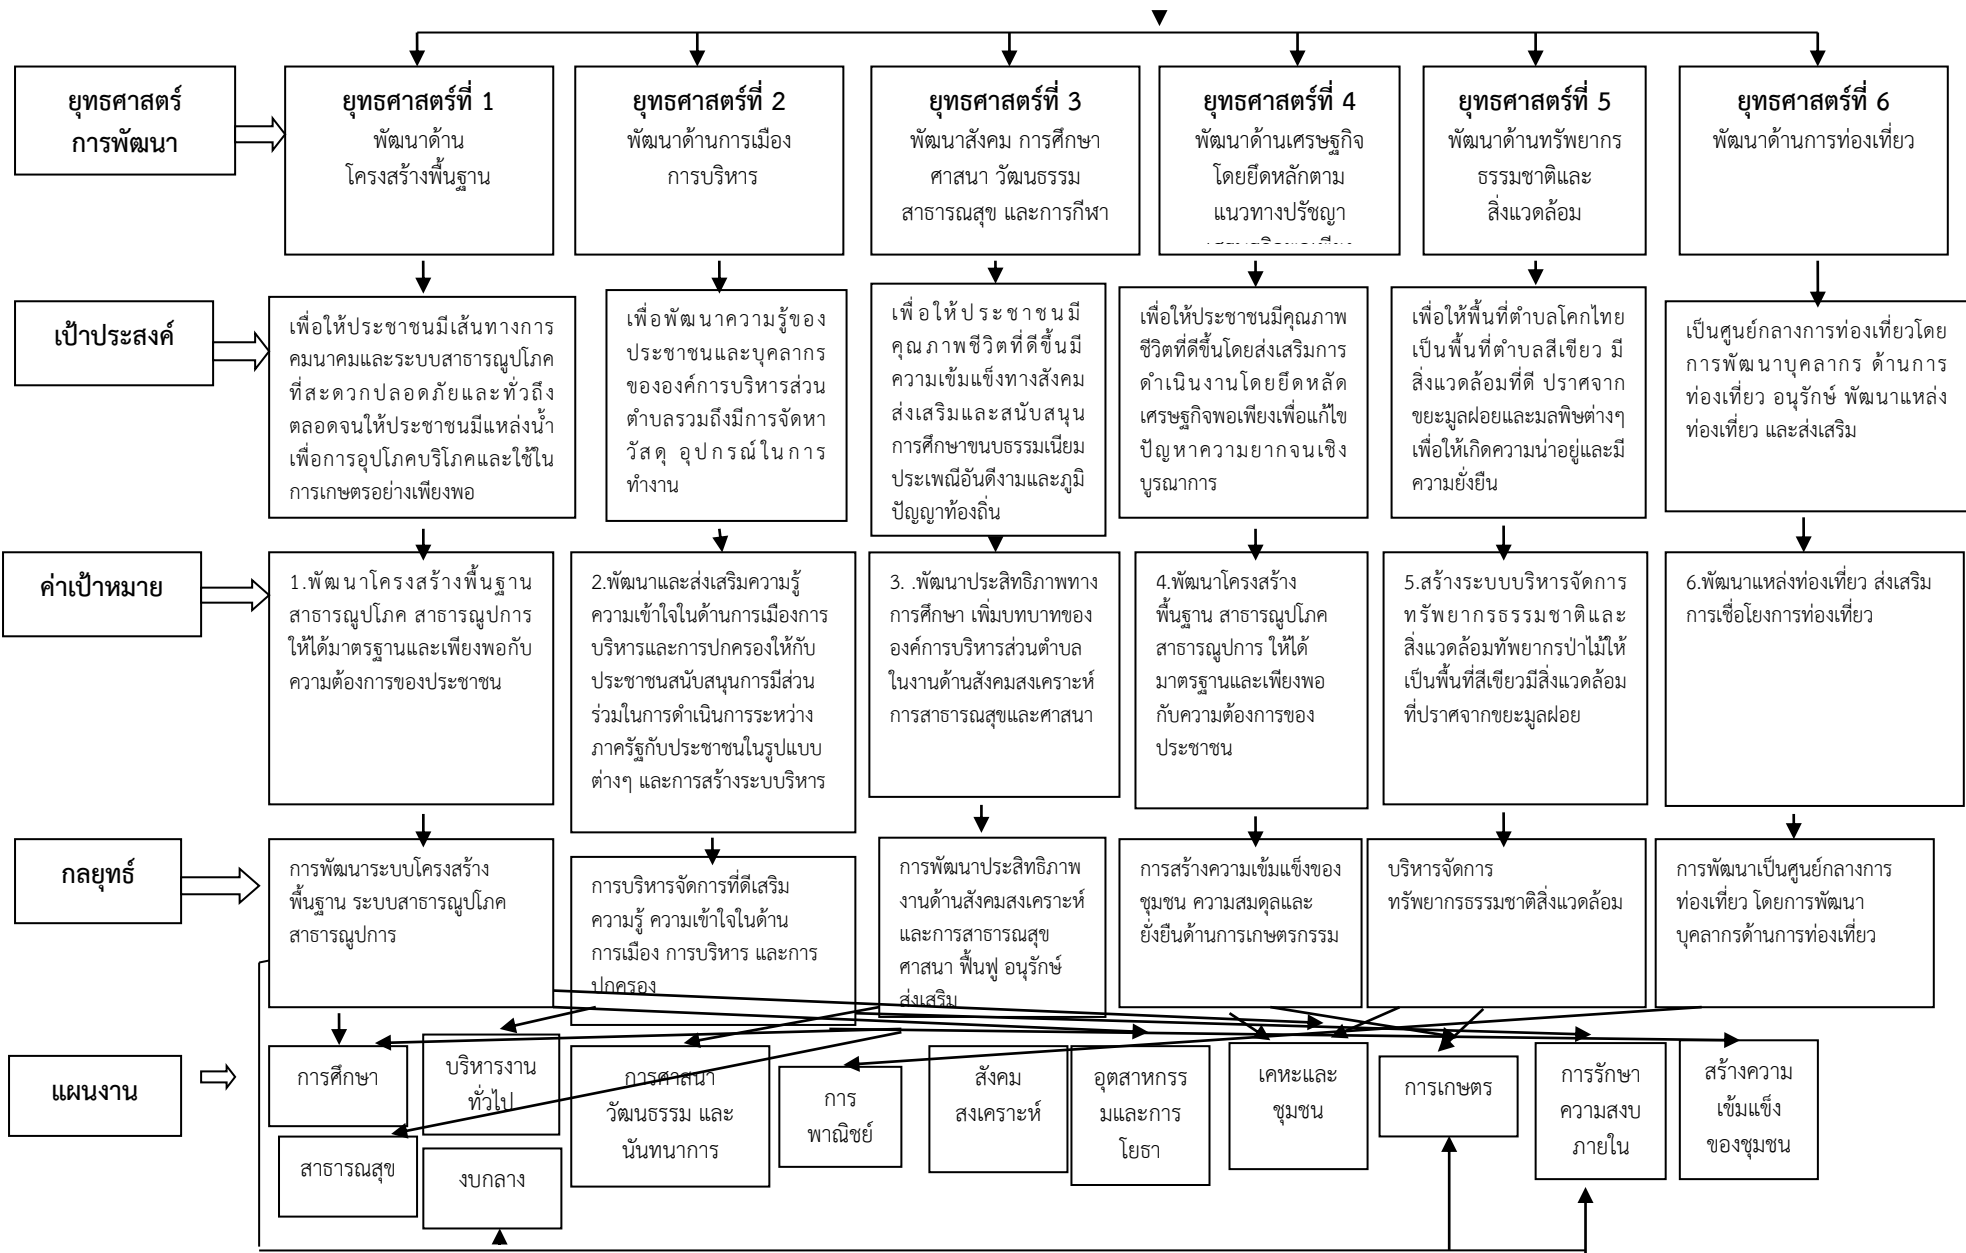 ยุทธศาสตร์
การพัฒนา
ยุทธศาสตร์ที่ 1
พัฒนาด้าน
โครงสร้างพื้นฐาน
ยุทธศาสตร์ที่ 2
พัฒนาด้านการเมือง
การบริหาร
ยุทธศาสตร์ที่ 3
พัฒนาสังคม การศึกษา
ศาสนา วัฒนธรรม
สาธารณสุข และการกีฬา
ยุทธศาสตร์ที่ 4
พัฒนาด้านเศรษฐกิจ
โดยยึดหลักตาม
แนวทางปรัชญา
ยุทธศาสตร์ที่ 5
พัฒนาด้านทรัพยากร
ธรรมชาติและ
สิ่งแวดล้อม
ยุทธศาสตร์ที่ 6
พัฒนาด้านการท่องเที่ยว
เป้าประสงค์
เพื่อให้ประชาชนมีเส้นทางการ
คมนาคมและระบบสาธารณูปโภค
ที่สะดวกปลอดภัยและทั่วถึง
ตลอดจนให้ประชาชนมีแหล่งน้ำ
เพื่อการอุปโภคบริโภคและใช้ใน
การเกษตรอย่างเพียงพอ
เพื่อพัฒนาความรู้ของ
ประชาชนและบุคลากร
ขององค์การบริหารส่วน
ตำบลรวมถึงมีการจัดหา
วัสดุ อุปกรณ์ในการ
ทำงาน
เพื่อให้ประชาชนมี
คุณภาพชีวิตที่ดีขึ้นมี
ความเข้มแข็งทางสังคม
ส่งเสริมและสนับสนุน
การศึกษาขนบธรรมเนียม
ประเพณีอันดีงามและภูมิ
ปัญญาท้องถิ่น
เพื่อให้ประชาชนมีคุณภาพ
ชีวิตที่ดีขึ้นโดยส่งเสริมการ
ดำเนินงานโดยยึดหลัด
เศรษฐกิจพอเพียงเพื่อแก้ไข
ปัญหาความยากจนเชิง
บูรณาการ
เพื่อให้พื้นที่ตำบลโคกไทย
เป็นพื้นที่ตำบลสีเขียว มี
สิ่งแวดล้อมที่ดี ปราศจาก
ขยะมูลฝอยและมลพิษต่างๆ
เพื่อให้เกิดความน่าอยู่และมี
ความยั่งยืน
เป็นศูนย์กลางการท่องเที่ยวโดย
การพัฒนาบุคลากร ด้านการ
ท่องเที่ยว อนุรักษ์ พัฒนาแหล่ง
ท่องเที่ยว และส่งเสริม
ค่าเป้าหมาย
1.พัฒนาโครงสร้างพื้นฐาน
สาธารณูปโภค สาธารณูปการ
ให้ได้มาตรฐานและเพียงพอกับ
ความต้องการของประชาชน
2.พัฒนาและส่งเสริมความรู้
ความเข้าใจในด้านการเมืองการ
บริหารและการปกครองให้กับ
ประชาชนสนับสนุนการมีส่วน
ร่วมในการดำเนินการระหว่าง
ภาครัฐกับประชาชนในรูปแบบ
ต่างๆ และการสร้างระบบบริหาร
3. .พัฒนาประสิทธิภาพทาง
การศึกษา เพิ่มบทบาทของ
องค์การบริหารส่วนตำบล
ในงานด้านสังคมสงเคราะห์
การสาธารณสุขและศาสนา
4.พัฒนาโครงสร้าง
พื้นฐาน สาธารณูปโภค
สาธารณูปการ ให้ได้
มาตรฐานและเพียงพอ
กับความต้องการของ
ประชาชน
5.สร้างระบบบริหารจัดการ
ทรัพยากรธรรมชาติและ
สิ่งแวดล้อมทัพยากรป่าไม้ให้
เป็นพื้นที่สีเขียวมีสิ่งแวดล้อม
ที่ปราศจากขยะมูลฝอย
6.พัฒนาแหล่งท่องเที่ยว ส่งเสริม
การเชื่อโยงการท่องเที่ยว
กลยุทธ์
การพัฒนาระบบโครงสร้าง
พื้นฐาน ระบบสาธารณูปโภค
สาธารณูปการ
การบริหารจัดการที่ดีเสริม
ความรู้ ความเข้าใจในด้าน
การเมือง การบริหาร และการ
ปกครอง
การพัฒนาประสิทธิภาพ
งานด้านสังคมสงเคราะห์
และการสาธารณสุข
ศาสนา ฟื้นฟู อนุรักษ์
ส่งเสริม
การสร้างความเข้มแข็งของ
ชุมชน ความสมดุลและ
ยั่งยืนด้านการเกษตรกรรม
บริหารจัดการ
ทรัพยากรธรรมชาติสิ่งแวดล้อม
การพัฒนาเป็นศูนย์กลางการ
ท่องเที่ยว โดยการพัฒนา
บุคลากรด้านการท่องเที่ยว
แผนงาน
การศึกษา
สาธารณสุข
บริหารงาน
ทั่วไป
งบกลาง
การศาสนา
วัฒนธรรม และ
นันทนาการ
การ
พาณิชย์
สังคม
สงเคราะห์
อุตสาหกรร
มและการ
โยธา
เคหะและ
ชุมชน
การเกษตร
การรักษา
ความสงบ
ภายใน
สร้างความ
เข้มแข็ง
ของชุมชน